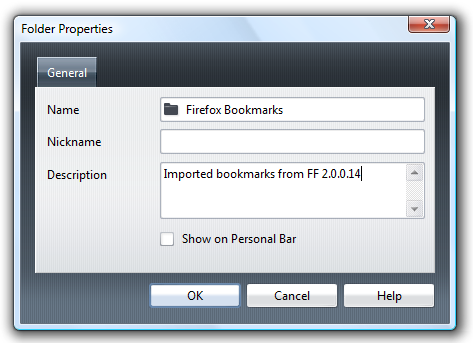 Folder Properties
General
Name
Firefox Bookmarks
Nickname
Description
Imported bookmarks from FF 2.0.0.14
Show on Personal Bar
OK
Cancel
Help